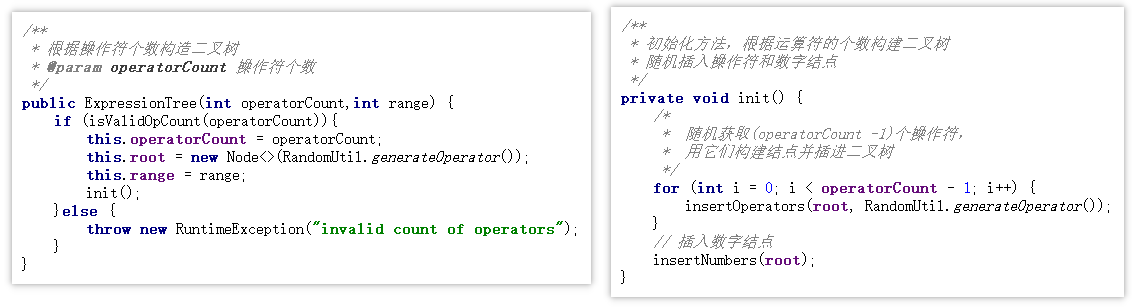 /**
 * 根据操作符个数构造二叉树
 * @param operatorCount 操作符个数
 */
public ExpressionTree(int operatorCount,int range) {
    if (isValidOpCount(operatorCount)){
        this.operatorCount = operatorCount;
        this.root = new Node<>(RandomUtil.generateOperator());
        this.range = range;
        init();
    }else {
        throw new RuntimeException("invalid count of operators");
    }
}
/**
 * 初始化方法，根据运算符的个数构建二叉树
 * 随机插入操作符和数字结点
 */
private void init() {
    /*
     *  随机获取(operatorCount -1)个操作符，
     *  用它们构建结点并插进二叉树
     */
    for (int i = 0; i < operatorCount - 1; i++) {
        insertOperators(root, RandomUtil.generateOperator());
    }
    // 插入数字结点
    insertNumbers(root);
}